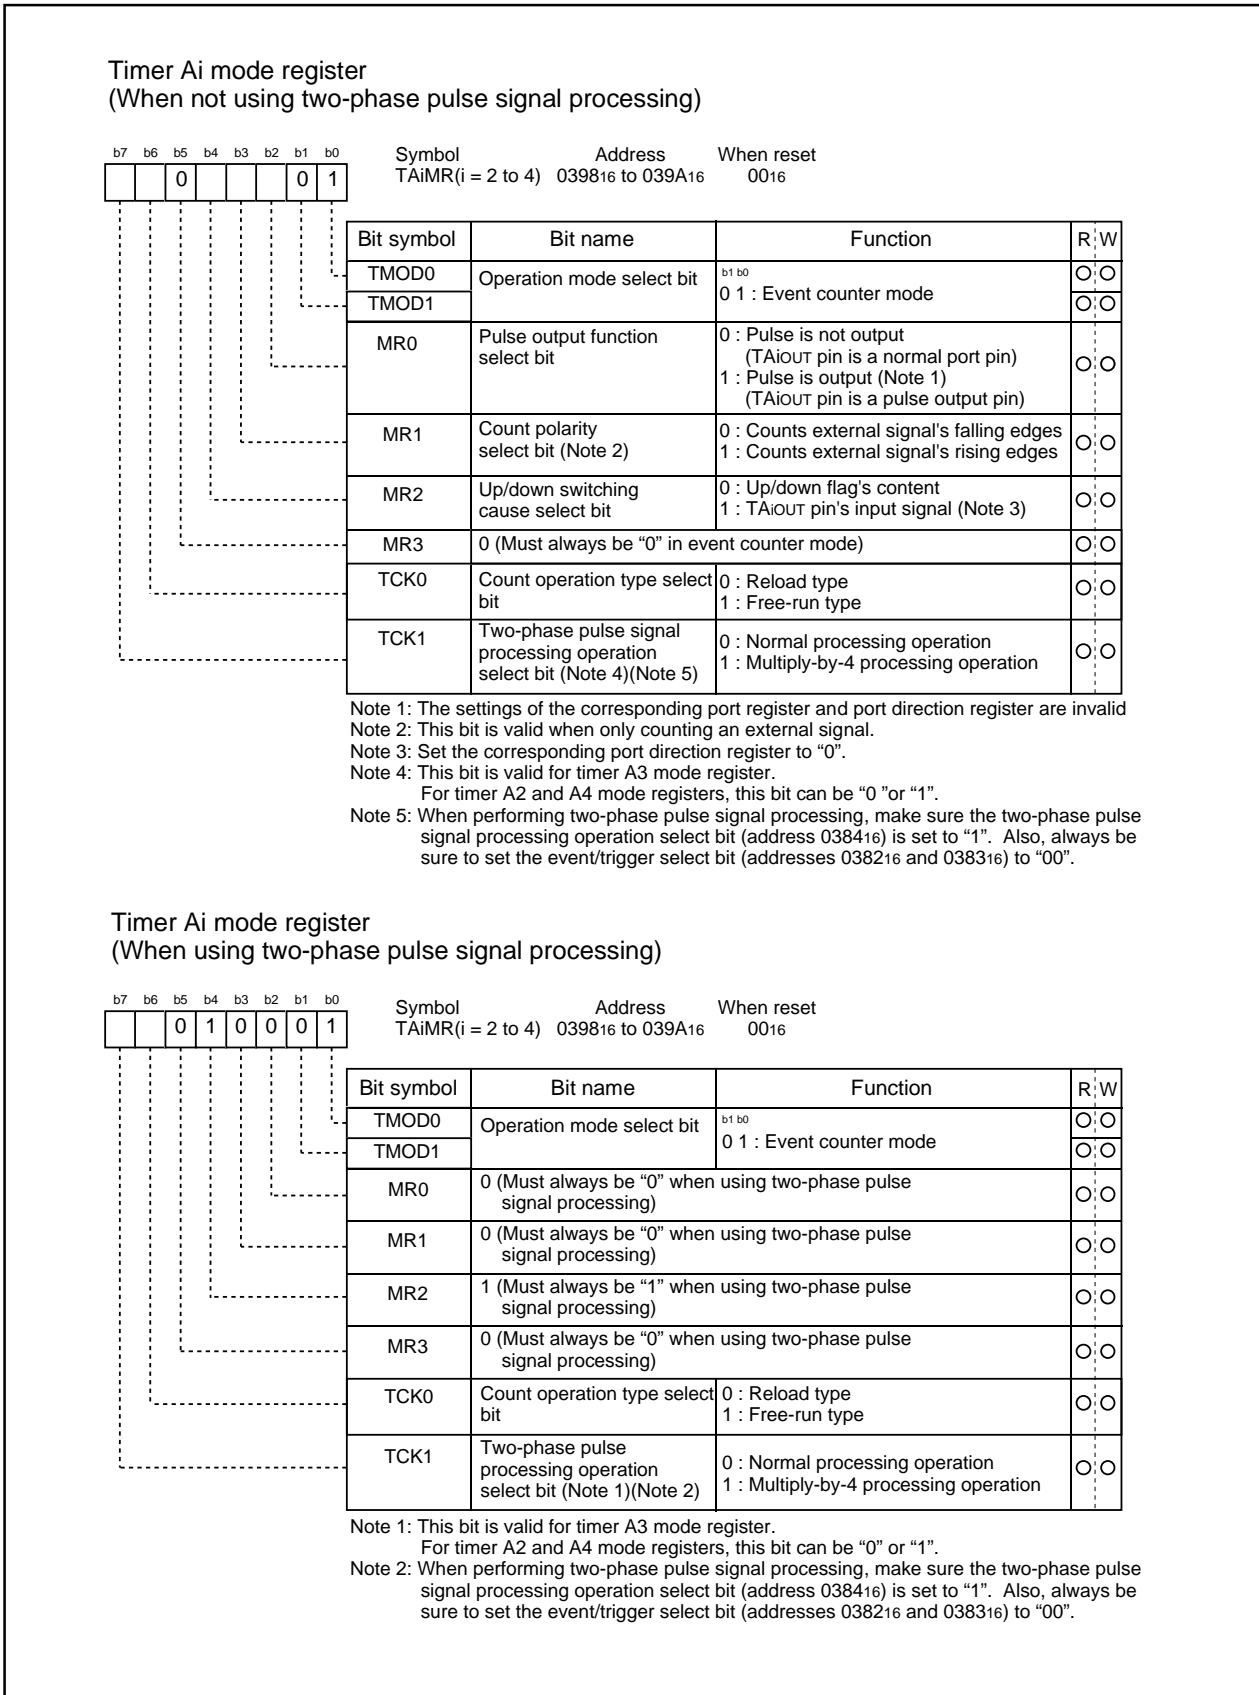 Timer Ai mode register
(When not using two-phase pulse signal processing)
b7 b6 b5 b4 b3 b2 b1 b0
Symbol Address When reset
TAiMR(i = 2 to 4) 039816 to 039A16 0016
0 0 1
Bit symbol Bit name Function R W
TMOD0 Operation mode select bit b1 b0
0 1 : Event counter mode
TMOD1
MR0 Pulse output function
select bit
0 : Pulse is not output
(TAiOUT pin is a normal port pin)
1 : Pulse is output (Note 1)
(TAiOUT pin is a pulse output pin)
MR1 Count polarity
select bit (Note 2)
0 : Counts external signal's falling edges
1 : Counts external signal's rising edges
MR2 Up/down switching
cause select bit
0 : Up/down flag's content
1 : TAiOUT pin's input signal (Note 3)
MR3 0 (Must always be “0” in event counter mode)
TCK0 Count operation type select
bit
0 : Reload type
1 : Free-run type
TCK1 Two-phase pulse signal
processing operation
select bit (Note 4)(Note 5)
0 : Normal processing operation
1 : Multiply-by-4 processing operation
Note 1: The settings of the corresponding port register and port direction register are invalid
Note 2: This bit is valid when only counting an external signal.
Note 3: Set the corresponding port direction register to “0”.
Note 4: This bit is valid for timer A3 mode register.
For timer A2 and A4 mode registers, this bit can be “0 ”or “1”.
Note 5: When performing two-phase pulse signal processing, make sure the two-phase pulse
signal processing operation select bit (address 038416) is set to “1”. Also, always be
sure to set the event/trigger select bit (addresses 038216 and 038316) to “00”.
Timer Ai mode register
(When using two-phase pulse signal processing)
b7 b6 b5 b4 b3 b2 b1 b0
Symbol Address When reset
TAiMR(i = 2 to 4) 039816 to 039A16 0016
0 1 0 0 0 1
Bit symbol Bit name Function R W
TMOD0 Operation mode select bit b1 b0
0 1 : Event counter mode
TMOD1
MR0 0 (Must always be “0” when using two-phase pulse
signal processing)
MR1 0 (Must always be “0” when using two-phase pulse
signal processing)
MR2 1 (Must always be “1” when using two-phase pulse
signal processing)
MR3 0 (Must always be “0” when using two-phase pulse
signal processing)
TCK0 Count operation type select
bit
0 : Reload type
1 : Free-run type
TCK1 Two-phase pulse
processing operation
select bit (Note 1)(Note 2)
0 : Normal processing operation
1 : Multiply-by-4 processing operation
Note 1: This bit is valid for timer A3 mode register.
For timer A2 and A4 mode registers, this bit can be “0” or “1”.
Note 2: When performing two-phase pulse signal processing, make sure the two-phase pulse
signal processing operation select bit (address 038416) is set to “1”. Also, always be
sure to set the event/trigger select bit (addresses 038216 and 038316) to “00”.